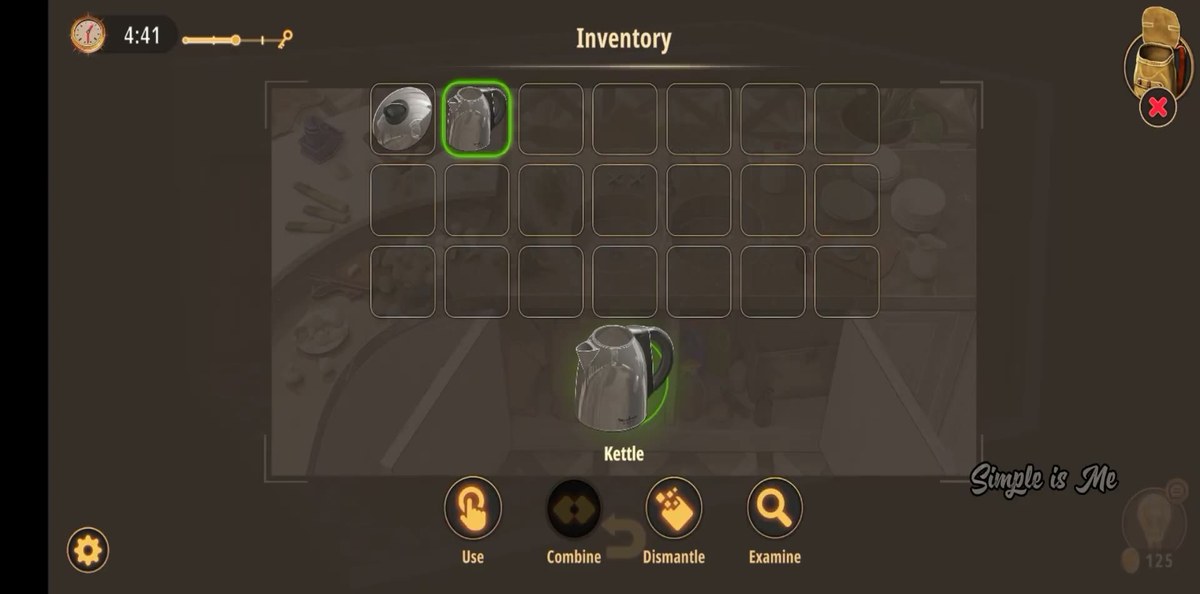 4:41
Inventory
Kettle
Simple is Me
Use
Combine
Dismantle
Examine
125